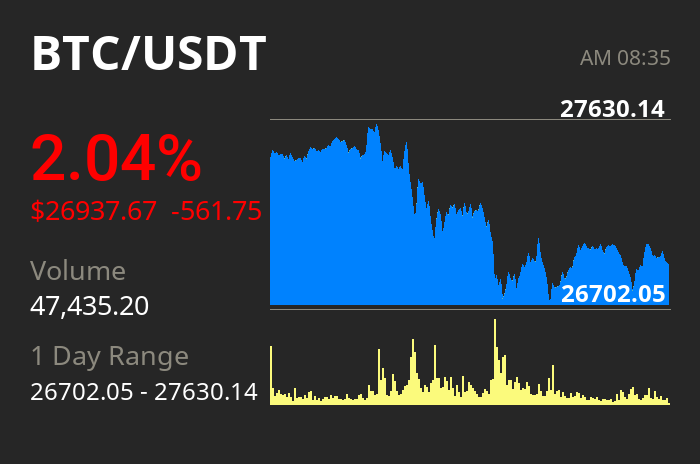 BTC/USDT
AM 08:35
27630.14
2.04%
$26937.67 -561.75
Volume
47,435.20
26702.05
1 Day Range
26702.05 - 27630.14